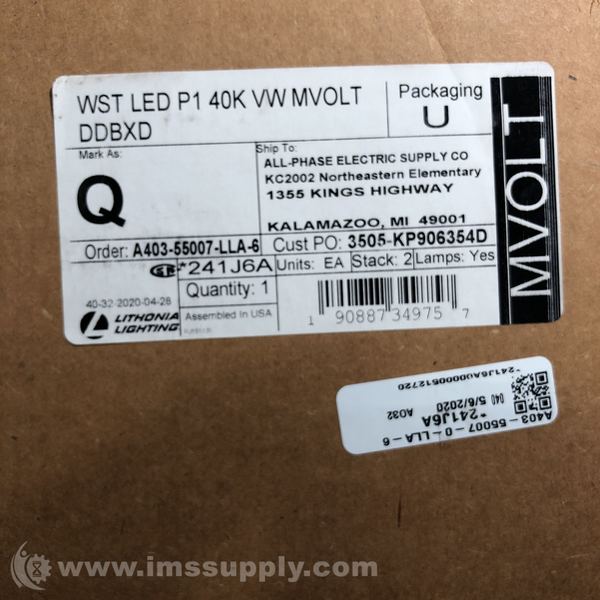 WST LED P1 40K VW MVOLT
DDBXD
Packaging
U
Mark As:
Q
Ship To:
ALL-PHASE ELECTRIC SUPPLY CO
KC2002 Northeastern Elementary
1355 KINGS HIGHWAY
KALAMAZOO, MI 49001
Order: A403-55007-LLA-6
Cust PO: 3505-KP906354D
*241J6A
Units: EA
Stack: 2
Lamps: Yes
Quantity: 1
40-32-2020-04-28
LITHONIA
LIGHTING
Assembled in USA
1 90887 34975 7
MVOLT
A403-55007-0-LLA-6
*241J6A
A032
040 5/6/2020
*241J6A0000612720
www.imssupply.com